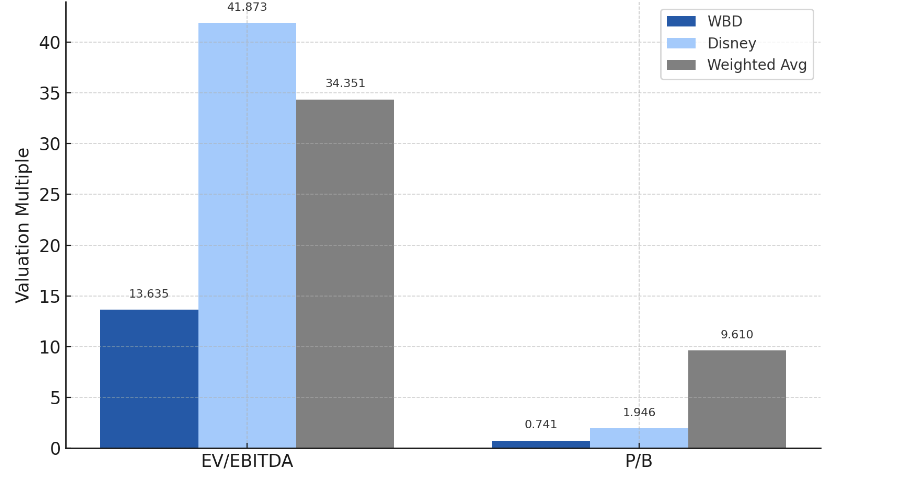 41.873
40
35
30
25
20
15
10
5
0
Valuation Multiple
34.351
13.635
9.610
1.946
0.741
EV/EBITDA
P/B
WBD
Disney
Weighted Avg